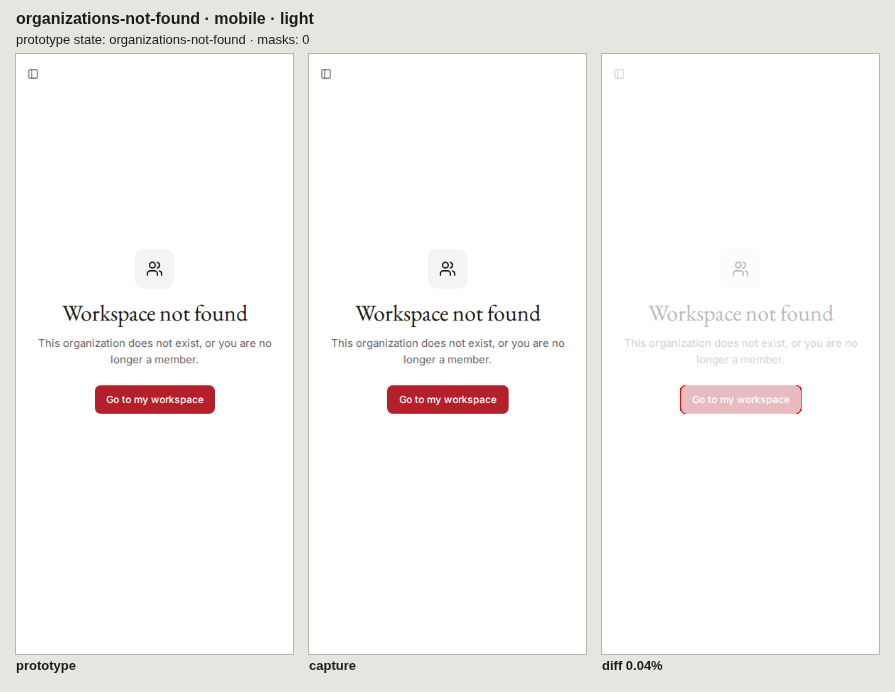 organizations-not-found · mobile · light
prototype state: organizations-not-found · masks: 0
Workspace not found
This organization does not exist, or you are no
longer a member.
Go to my workspace
prototype
Workspace not found
This organization does not exist, or you are no
longer a member.
Go to my workspace
capture
Workspace not found
This organization does not exist, or you are no
longer a member.
Go to my workspace
diff 0.04%